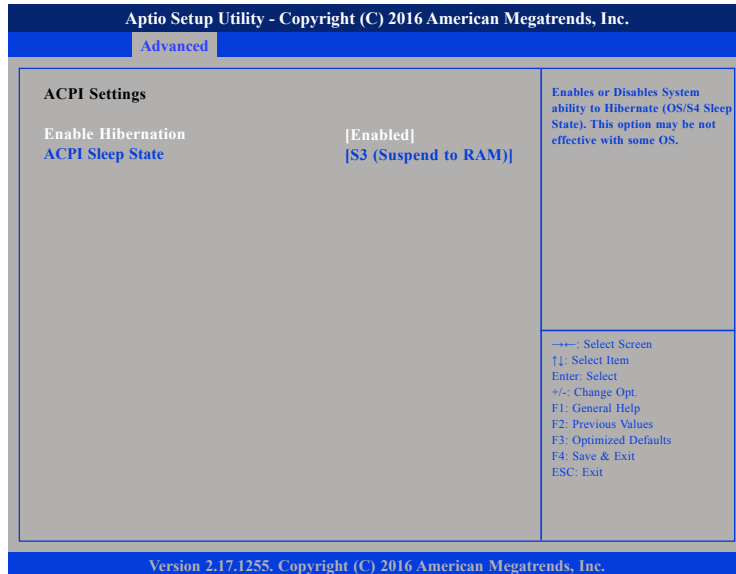 Aptio Setup Utility - Copyright (C) 2016 American Megatrends, Inc.
Advanced
ACPI Settings
Enable Hibernation [Enabled]
ACPI Sleep State [S3 (Suspend to RAM)]
Enables or Disables System
ability to Hibernate (OS/S4 Sleep
State). This option may be not
effective with some OS.
→←: Select Screen
↑↓: Select Item
Enter: Select
+/-: Change Opt.
F1: General Help
F2: Previous Values
F3: Optimized Defaults
F4: Save & Exit
ESC: Exit
Version 2.17.1255. Copyright (C) 2016 American Megatrends, Inc.